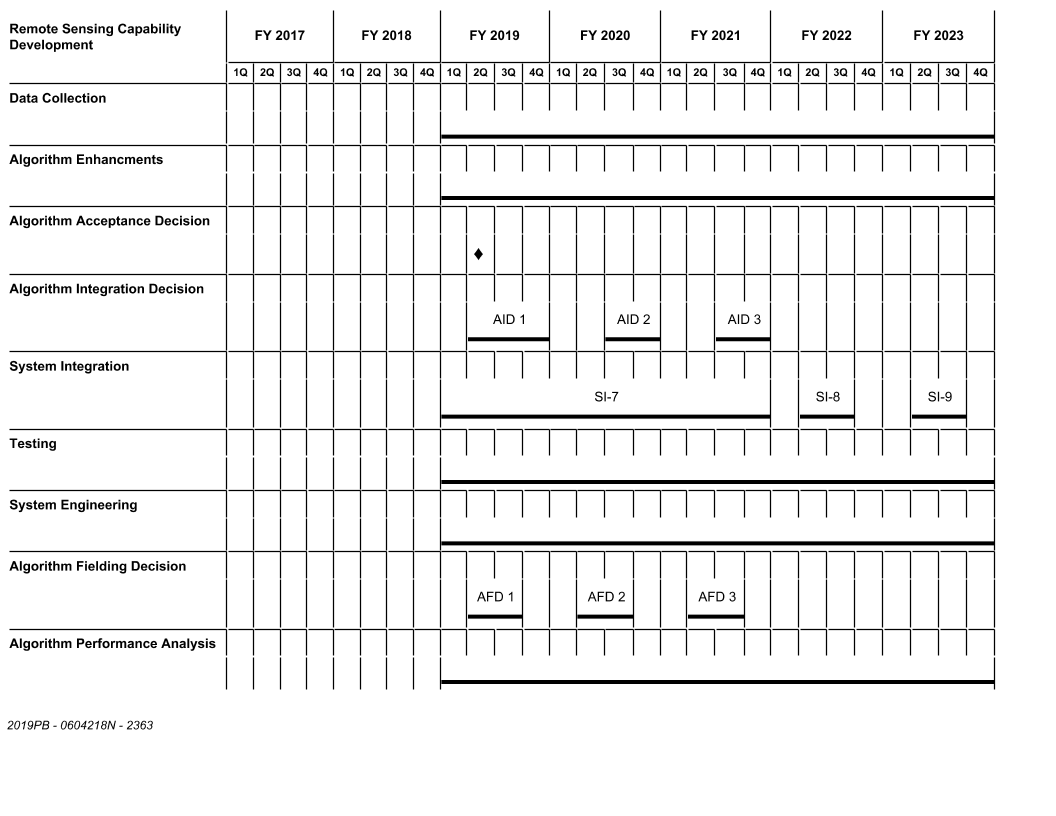 Remote Sensing Capability
Development
FY 2017 FY 2018 FY 2019 FY 2020 FY 2021 FY 2022 FY 2023
1Q 2Q 3Q 4Q 1Q 2Q 3Q 4Q 1Q 2Q 3Q 4Q 1Q 2Q 3Q 4Q 1Q 2Q 3Q 4Q 1Q 2Q 3Q 4Q 1Q 2Q 3Q 4Q
Data Collection
Algorithm Enhancments
Algorithm Acceptance Decision
Algorithm Integration Decision
AID 1 AID 2 AID 3
System Integration
SI-7 SI-8 SI-9
Testing
System Engineering
Algorithm Fielding Decision
AFD 1 AFD 2 AFD 3
Algorithm Performance Analysis
2019PB - 0604218N - 2363